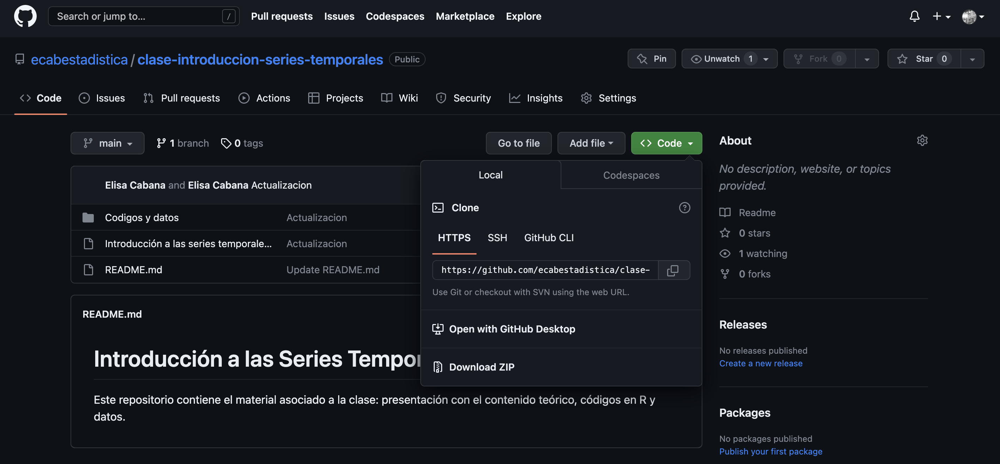 Search or jump to... / Pull requests Issues Codespaces Marketplace Explore
ecabestadistica / clase-introduccion-series-temporales Public Pin Unwatch 1 Fork 0 Star 0
Code Issues Pull requests Actions Projects Wiki Security Insights Settings
main 1 branch 0 tags Go to file Add file Code
Elisa Cabana and Elisa Cabana Actualizacion
Codigos y datos Actualizacion
Introducción a las series temporale... Actualizacion
README.md Update README.md
Local Codespaces
Clone
HTTPS SSH GitHub CLI
https://github.com/ecabestadistica/clase-
Use Git or checkout with SVN using the web URL.
Open with GitHub Desktop
Download ZIP
README.md
Introducción a las Series Tempor
Este repositorio contiene el material asociado a la clase: presentación con el contenido teórico, códigos en R y
datos.
About
No description, website, or topics
provided.
Readme
0 stars
1 watching
0 forks
Releases
No releases published
Create a new release
Packages
No packages published
Publish your first package